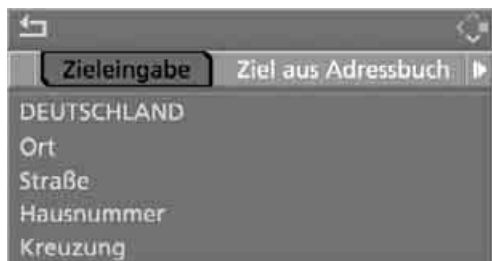 Zieleingabe Ziel aus Adressbuch
DEUTSCHLAND
Ort
Straße
Hausnummer
Kreuzung